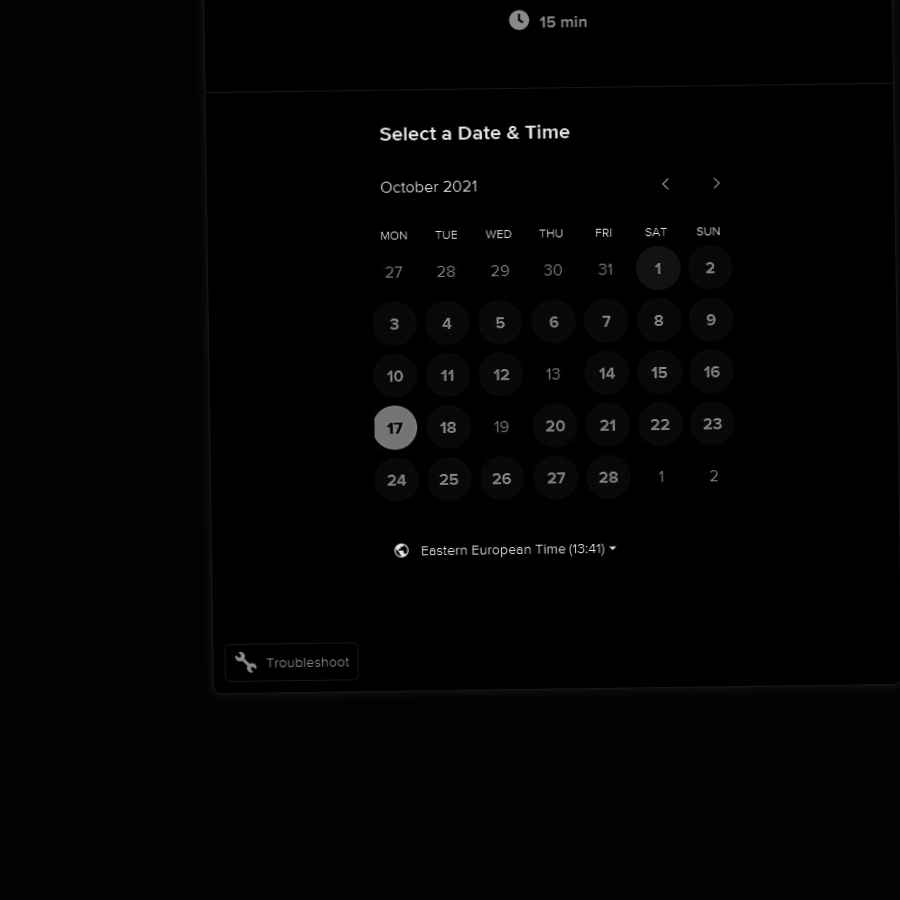 15 min
Select a Date & Time
October 2021
MON TUE WED THU FRI SAT SUN
27 28 29 30 31 1 2
3 4 5 6 7 8 9
10 11 12 13 14 15 16
17 18 19 20 21 22 23
24 25 26 27 28 1 2
Eastern European Time (13:41)
Troubleshoot